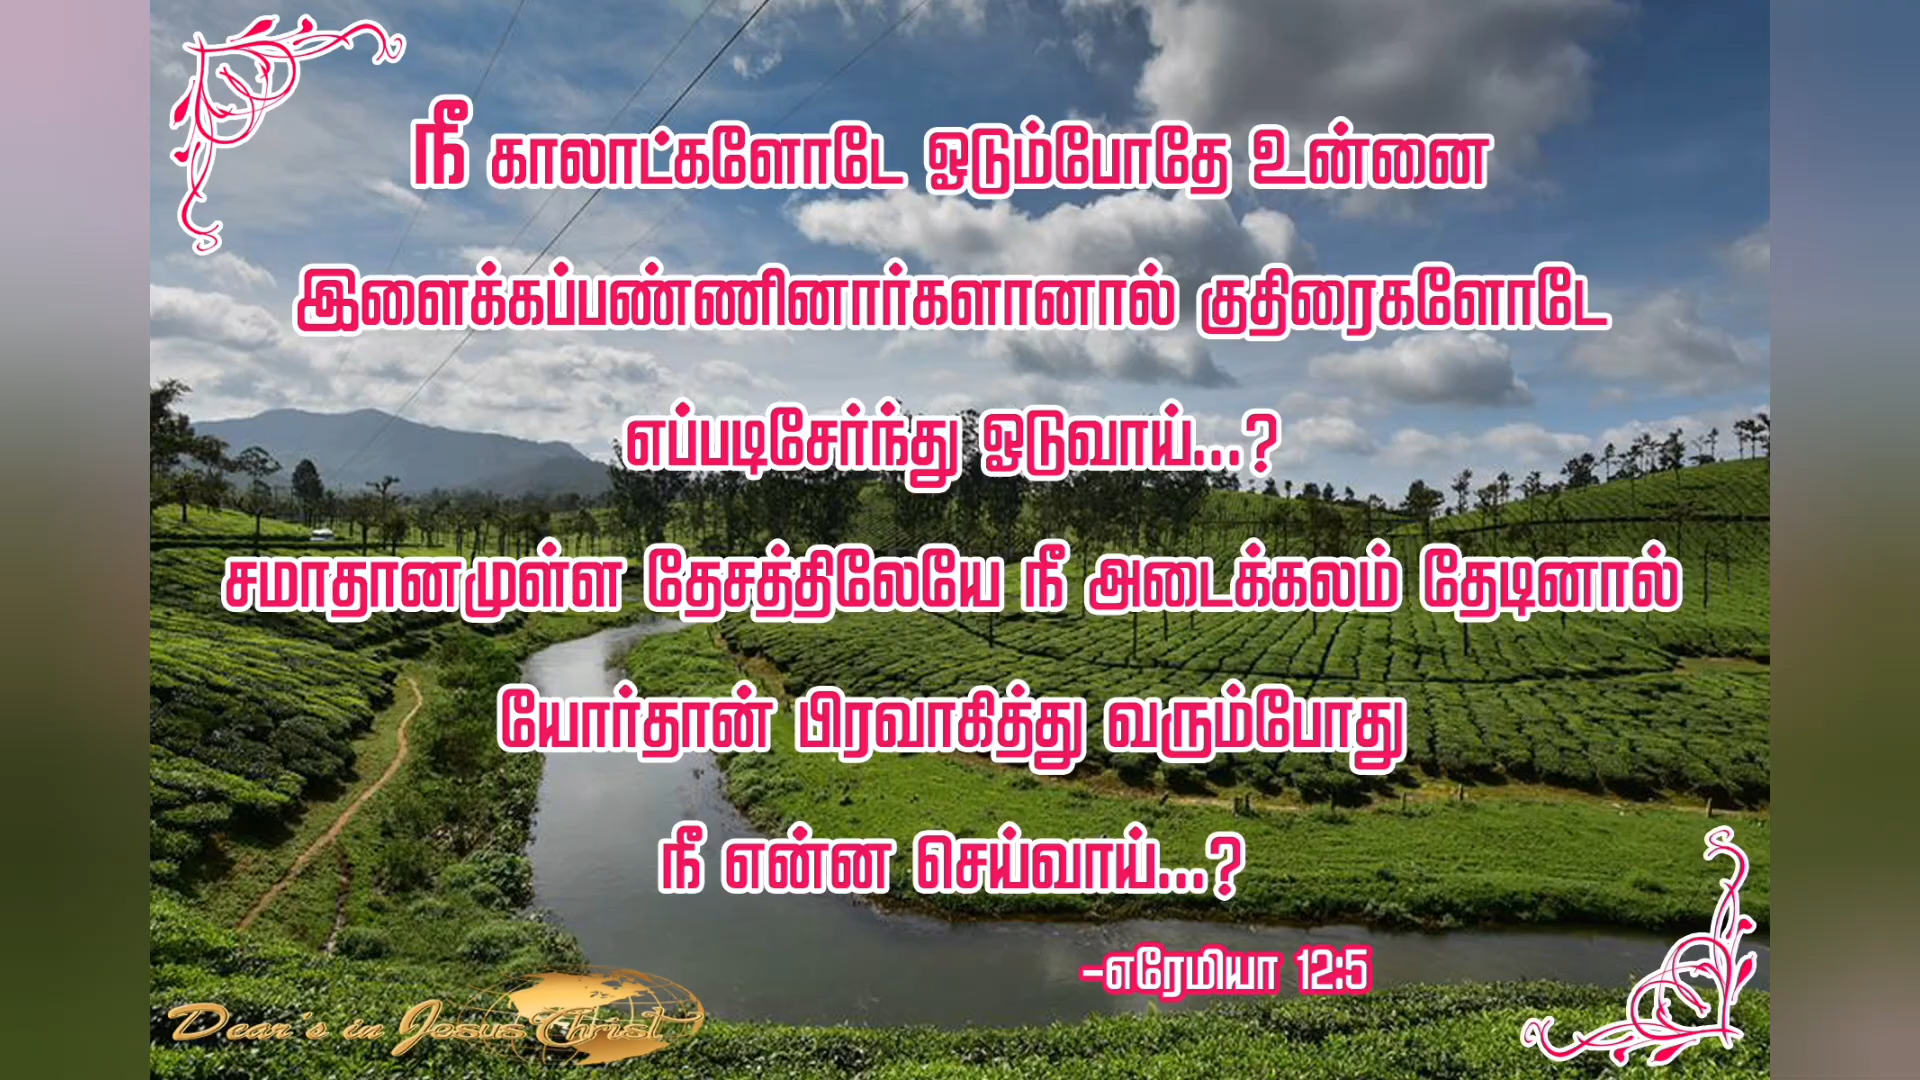 நீ காலாட்களோடே ஓடும்போதே உன்னை
இளைக்கப்பண்ணினார்களானால் குதிரைகளோடே
எப்படிசேர்ந்து ஓடுவாய்...?
சமாதானமுள்ள தேசத்திலேயே நீ அடைக்கலம் தேடினால்
யோர்தான் பிரவாகித்து வரும்போது
நீ என்ன செய்வாய்...?
-எரேமியா 12:5
Dear's in Jesus Christ